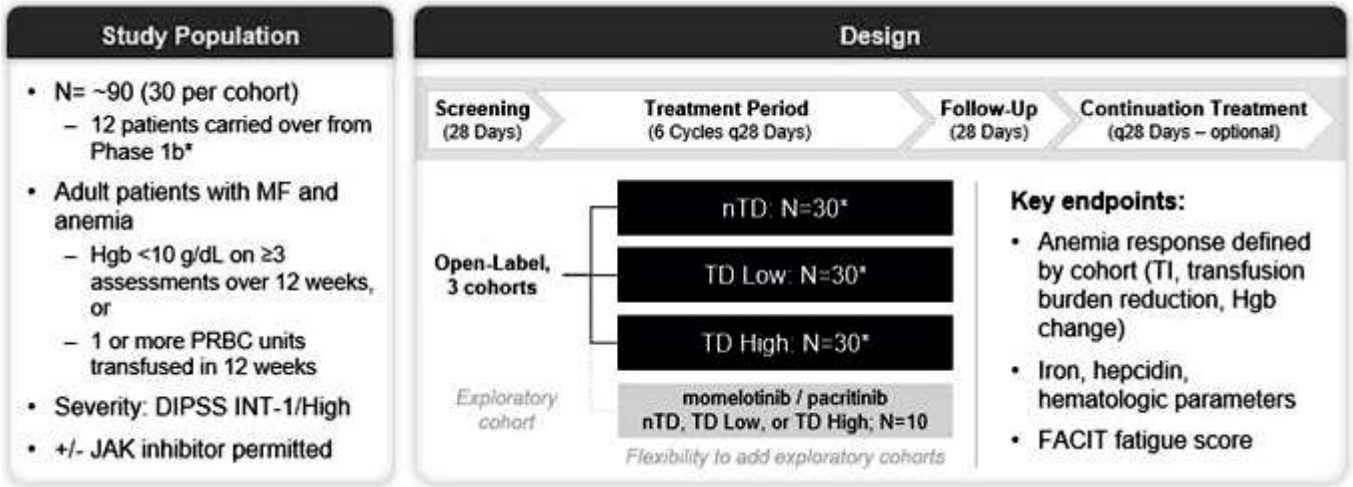 Study Population
• N= ~90 (30 per cohort)
– 12 patients carried over from
Phase 1b*
• Adult patients with MF and
anemia
– Hgb <10 g/dL on ≥3
assessments over 12 weeks,
or
– 1 or more PRBC units
transfused in 12 weeks
• Severity: DIPSS INT-1/High
• +/- JAK inhibitor permitted
Design
Screening
(28 Days)
Treatment Period
(6 Cycles q28 Days)
Follow-Up
(28 Days)
Continuation Treatment
(q28 Days – optional)
Open-Label,
3 cohorts
nTD: N=30*
TD Low: N=30*
TD High: N=30*
Exploratory
cohort
momelotinib / pacritinib
nTD, TD Low, or TD High; N=10
Flexibility to add exploratory cohorts
Key endpoints:
• Anemia response defined
by cohort (TI, transfusion
burden reduction, Hgb
change)
• Iron, hepcidin,
hematologic parameters
• FACIT fatigue score